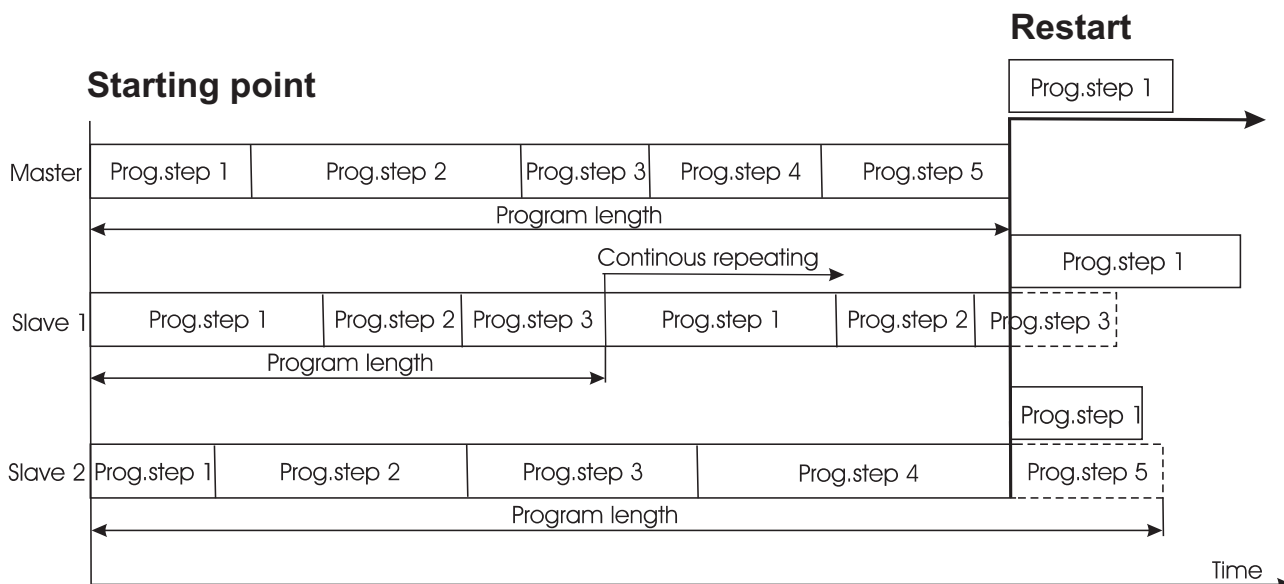 Restart
Starting point
Prog.step 1
Master Prog.step 1 Prog.step 2 Prog.step 3 Prog.step 4 Prog.step 5
Program length
Continous repeating
Prog.step 1
Slave 1 Prog.step 1 Prog.step 2 Prog.step 3 Prog.step 1 Prog.step 2 Prog.step 3
Program length
Prog.step 1
Slave 2 Prog.step 1 Prog.step 2 Prog.step 3 Prog.step 4 Prog.step 5
Program length
Time